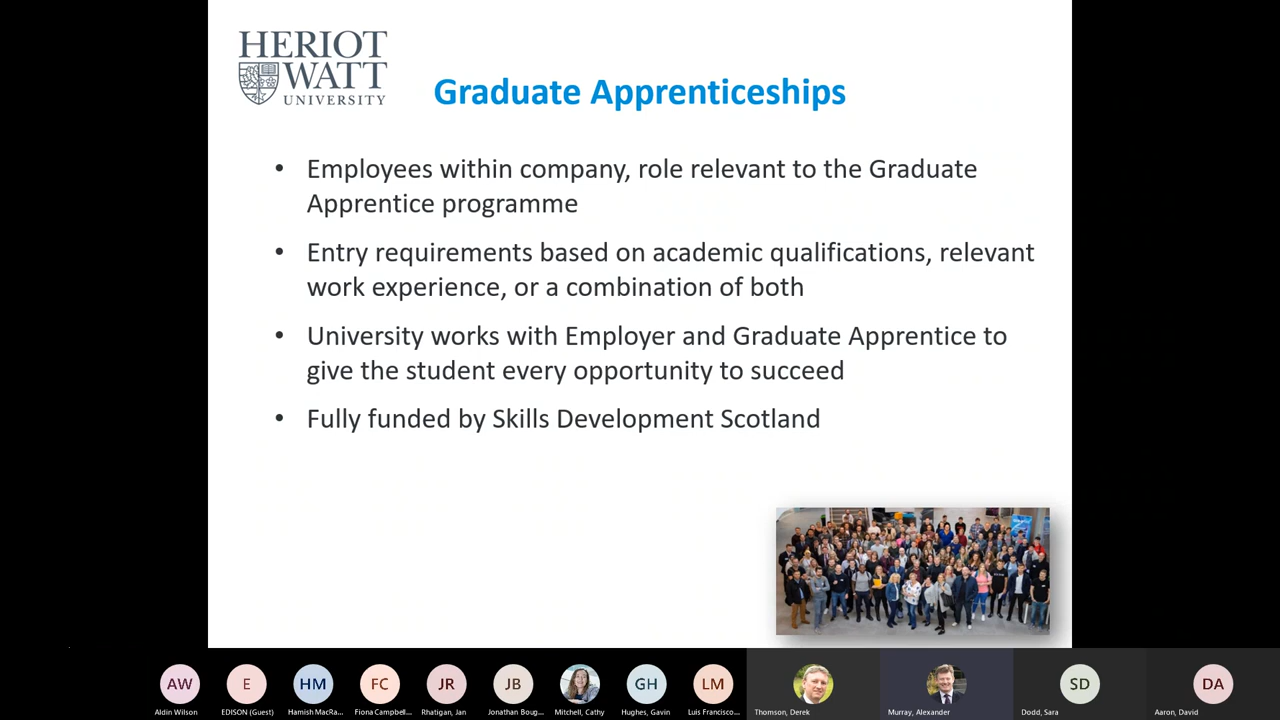 HERIOT
WATT
UNIVERSITY
Graduate Apprenticeships
• Employees within company, role relevant to the Graduate
Apprentice programme
• Entry requirements based on academic qualifications, relevant
work experience, or a combination of both
• University works with Employer and Graduate Apprentice to
give the student every opportunity to succeed
• Fully funded by Skills Development Scotland
AW E HM FC JR JB GH LM SD DA
Aldin Wilson EDISON (Guest) Hamish MacRa... Fiona Campbell... Rhatigan, Jan Jonathan Boug... Mitchell, Cathy Hughes, Gavin Luis Francisco... Thomson, Derek Murray, Alexander Dodd, Sara Aaron, David